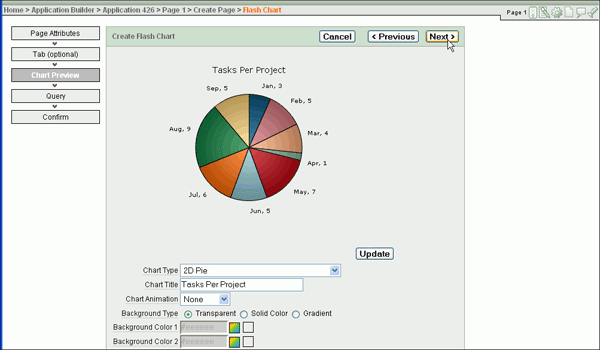 Home > Application Builder > Application 426 > Page 1 > Create Page > Flash Chart
Page 1
Page Attributes
Tab (optional)
Chart Preview
Query
Confirm
Create Flash Chart
Cancel
< Previous
Next >
Tasks Per Project
Jan, 3
Feb, 5
Mar, 4
Apr, 1
May, 7
Jun, 5
Jul, 6
Aug, 9
Sep, 5
Update
Chart Type 2D Pie
Chart Title Tasks Per Project
Chart Animation None
Background Type Transparent Solid Color Gradient
Background Color 1 #eeeeee
Background Color 2 #eeeeee